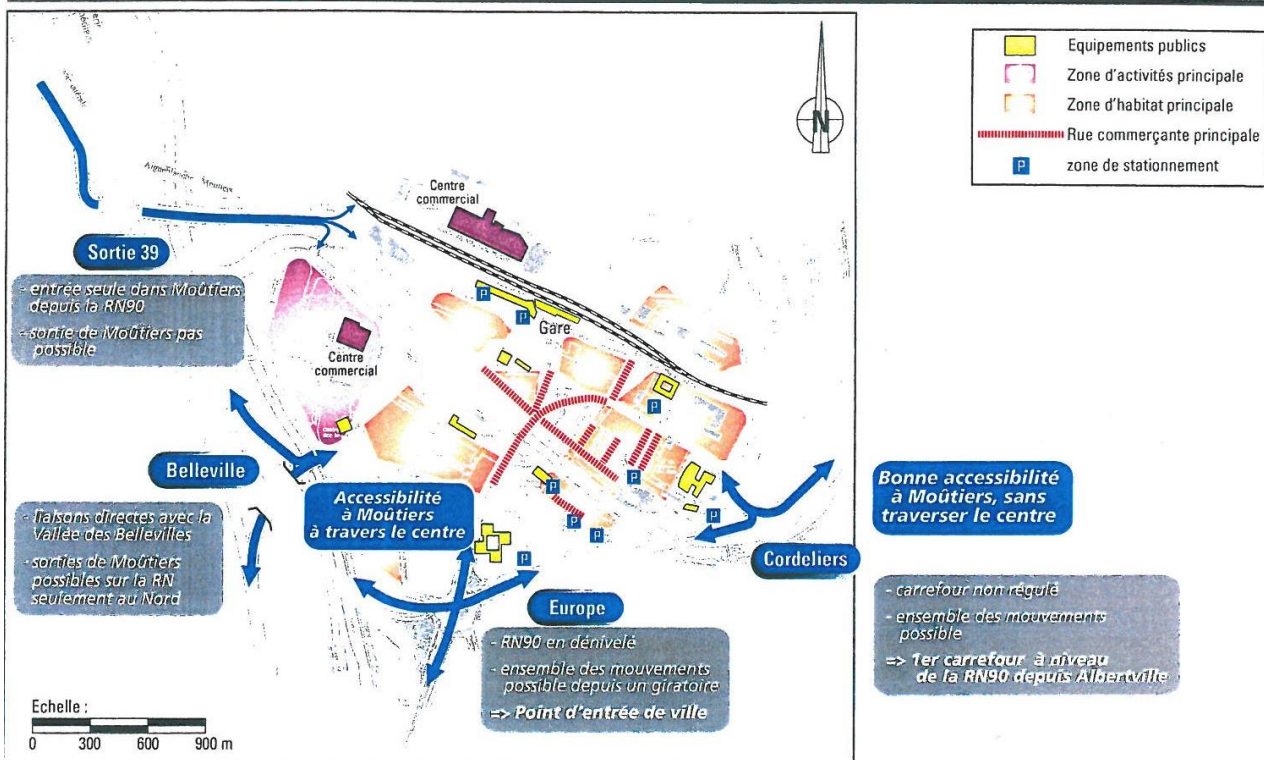 Equipements publics
Zone d'activités principale
Zone d'habitat principale
Rue commerçante principale
P
zone de stationnement
N
Centre
commercial
Sortie 39
- entrée seule dans Moûtiers
depuis la RN90
- sortie de Moûtiers pas
possible
P
P
Gare
Centre
commercial
P
Belleville
- liaisons directes avec la
Vallée des Bellevilles
- sorties de Moûtiers
possibles sur la RN
seulement au Nord
Accessibilité
à Moûtiers
à travers le centre
P
P
P
P
P
P
Bonne accessibilité
à Moûtiers, sans
traverser le centre
Cordeliers
- carrefour non régulé
- ensemble des mouvements
possible
=> 1er carrefour à niveau
de la RN90 depuis Albertville
Europe
- RN90 en dénivelé
- ensemble des mouvements
possible depuis un giratoire
=> Point d'entrée de ville
Echelle :
0 300 600 900 m